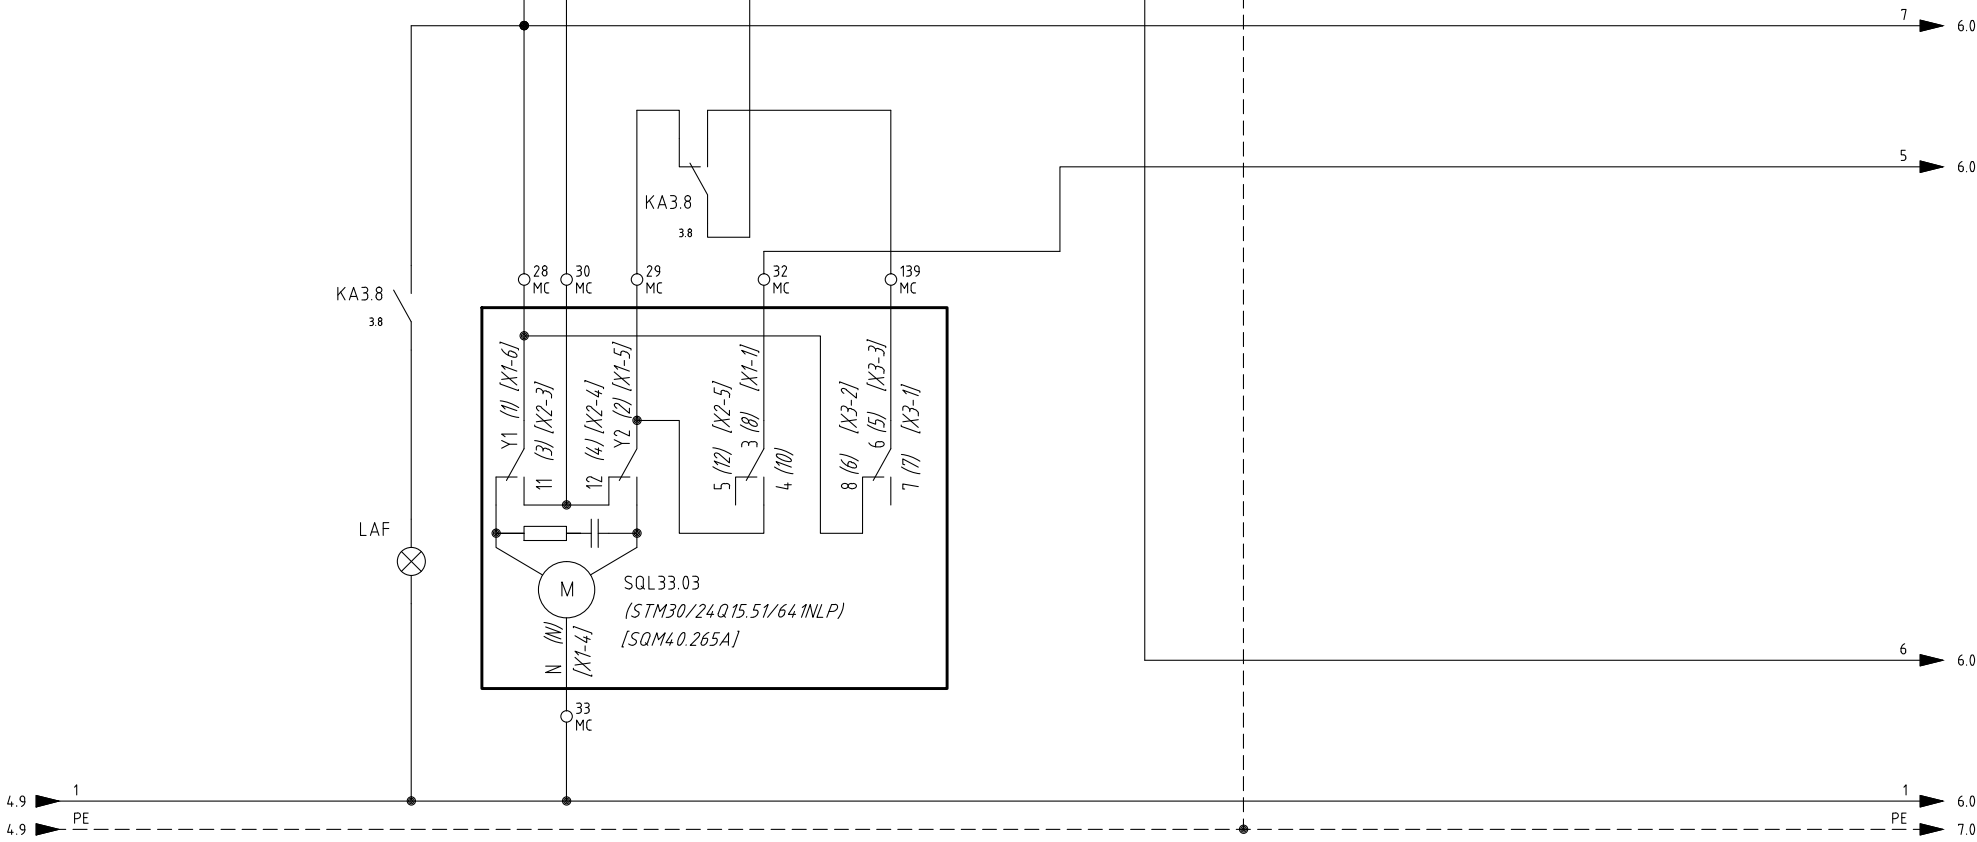 7
6.0
5
6.0
KA3.8
3.8
28
MC
30
MC
29
MC
32
MC
139
MC
KA3.8
3.8
Y1 (1) [X1-6]
11 (3) [X2-3]
12 (4) [X2-4]
Y2 (2) [X1-5]
5 (12) [X2-5]
3 (8) [X1-1]
4 (10)
8 (6) [X3-2]
6 (5) [X3-3]
7 (7) [X3-1]
LAF
M
SQL33.03
(STM30/24Q15.51/641NLP)
[SQM40.265A]
N (N)
[X1-4]
6
6.0
33
MC
4.9
1
1
6.0
4.9
PE
PE
7.0